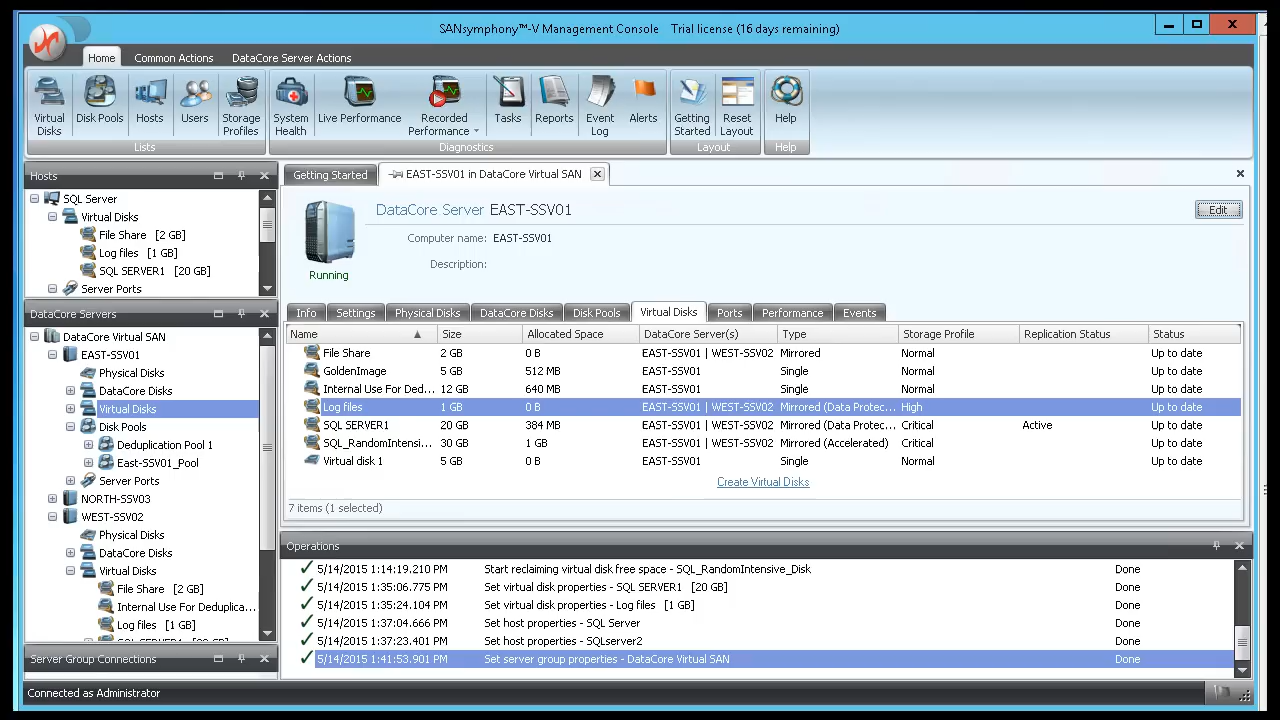 SANsymphony™-V Management Console Trial license (16 days remaining)
Home Common Actions DataCore Server Actions
Virtual Disks
Disk Pools
Hosts
Users
Storage Profiles
System Health
Live Performance
Recorded Performance
Tasks
Reports
Event Log
Alerts
Getting Started
Reset Layout
Help
Lists Diagnostics Layout Help
Hosts
SQL Server
Virtual Disks
File Share [2 GB]
Log files [1 GB]
SQL SERVER1 [20 GB]
Server Ports
DataCore Servers
DataCore Virtual SAN
EAST-SSV01
Physical Disks
DataCore Disks
Virtual Disks
Disk Pools
Deduplication Pool 1
East-SSV01_Pool
Server Ports
NORTH-SSV03
WEST-SSV02
Physical Disks
DataCore Disks
Virtual Disks
File Share [2 GB]
Internal Use For Deduplica...
Log files [1 GB]
SQL SERVER1 [20 GB]
Server Group Connections
Getting Started EAST-SSV01 in DataCore Virtual SAN
DataCore Server EAST-SSV01
Edit
Computer name: EAST-SSV01
Description:
Running
Info Settings Physical Disks DataCore Disks Disk Pools Virtual Disks Ports Performance Events
Name Size Allocated Space DataCore Server(s) Type Storage Profile Replication Status Status
File Share 2 GB 0 B EAST-SSV01 | WEST-SSV02 Mirrored Normal Up to date
GoldenImage 5 GB 512 MB EAST-SSV01 Single Normal Up to date
Internal Use For Ded... 12 GB 640 MB EAST-SSV01 Single Normal Up to date
Log files 1 GB 0 B EAST-SSV01 | WEST-SSV02 Mirrored (Data Protec... High Up to date
SQL SERVER1 20 GB 384 MB EAST-SSV01 | WEST-SSV02 Mirrored (Data Protec... Critical Active Up to date
SQL_RandomIntensi... 30 GB 1 GB EAST-SSV01 | WEST-SSV02 Mirrored (Accelerated) Critical Up to date
Virtual disk 1 5 GB 0 B EAST-SSV01 Single Normal Up to date
Create Virtual Disks
7 items (1 selected)
Operations
5/14/2015 1:14:19.210 PM Start reclaiming virtual disk free space - SQL_RandomIntensive_Disk Done
5/14/2015 1:35:06.775 PM Set virtual disk properties - SQL SERVER1 [20 GB] Done
5/14/2015 1:35:24.104 PM Set virtual disk properties - Log files [1 GB] Done
5/14/2015 1:37:04.666 PM Set host properties - SQL Server Done
5/14/2015 1:37:23.401 PM Set host properties - SQLserver2 Done
5/14/2015 1:41:53.901 PM Set server group properties - DataCore Virtual SAN Done
Connected as Administrator